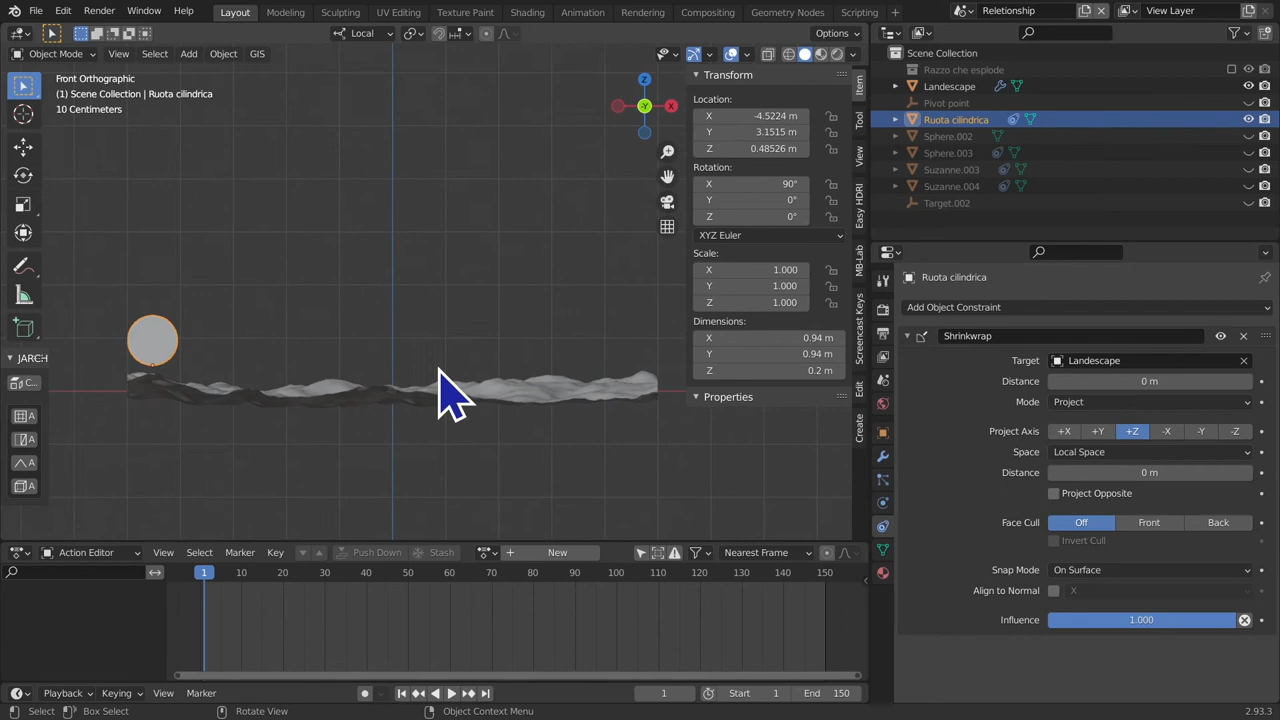 File Edit Render Window Help Layout Modeling Sculpting UV Editing Texture Paint Shading Animation Rendering Compositing Geometry Nodes Scripting + Relationship View Layer
Local Options
Object Mode View Select Add Object GIS
Front Orthographic
(1) Scene Collection | Ruota cilindrica
10 Centimeters
Z
X
-Y
JARCH
C...
A
A
A
A
Transform
Location:
X -4.5224 m
Y 3.1515 m
Z 0.48526 m
Rotation:
X 90°
Y 0°
Z 0°
XYZ Euler
Scale:
X 1.000
Y 1.000
Z 1.000
Dimensions:
X 0.94 m
Y 0.94 m
Z 0.2 m
Properties
Item
Tool
View
Easy HDRI
MB-Lab
Screencast Keys
Edit
Create
Scene Collection
Razzo che esplode
Landscape
Pivot point
Ruota cilindrica
Sphere.002
Sphere.003
Suzanne.003
Suzanne.004
Target.002
Ruota cilindrica
Add Object Constraint
Shrinkwrap
Target Landscape
Distance 0 m
Mode Project
Project Axis +X +Y +Z -X -Y -Z
Space Local Space
Distance 0 m
Project Opposite
Face Cull Off Front Back
Invert Cull
Snap Mode On Surface
Align to Normal X
Influence 1.000
Action Editor View Select Marker Key Push Down Stash + New Nearest Frame
1 10 20 30 40 50 60 70 80 90 100 110 120 130 140 150
Playback Keying View Marker 1 Start 1 End 150
Select Box Select Rotate View Object Context Menu 2.93.3